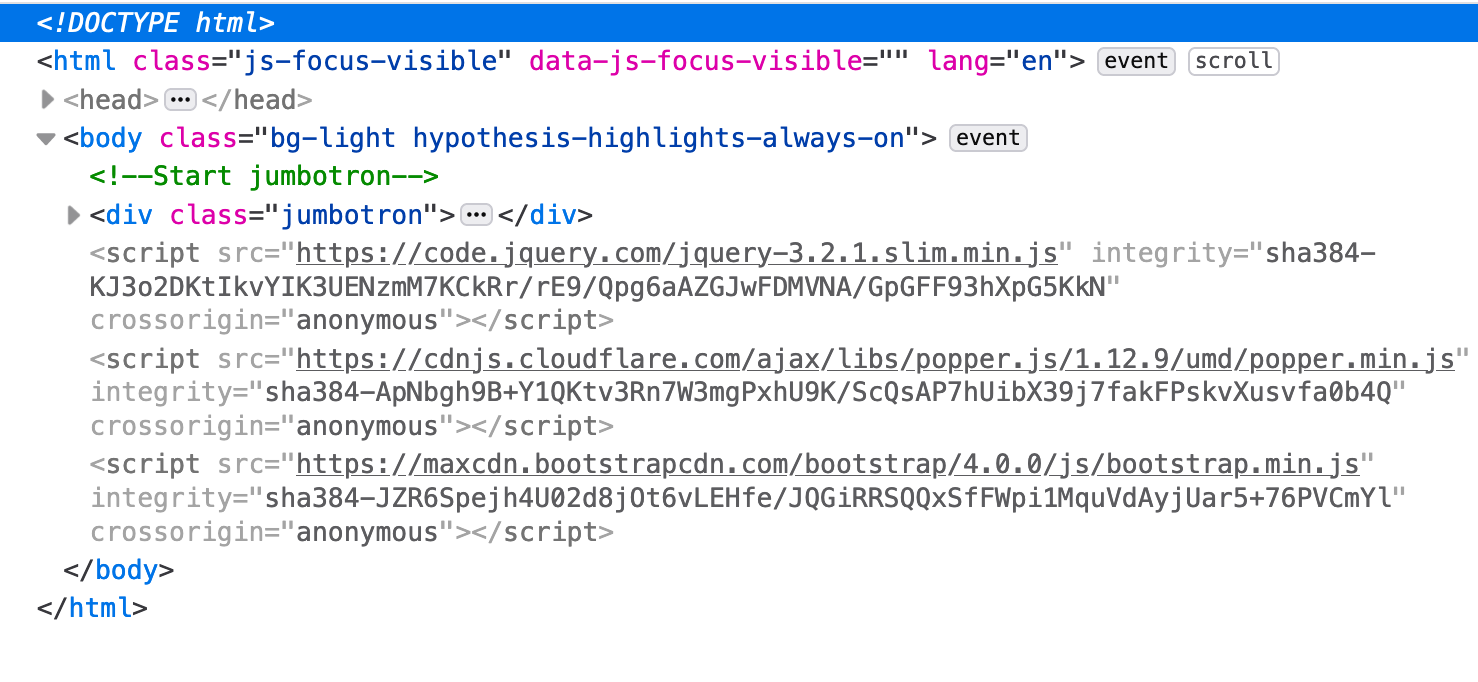 <!DOCTYPE html>
<html class="js-focus-visible" data-js-focus-visible="" lang="en"> event scroll
<head> ••• </head>
<body class="bg-light hypothesis-highlights-always-on"> event
<!--Start jumbotron-->
<div class="jumbotron"> ••• </div>
<script src="https://code.jquery.com/jquery-3.2.1.slim.min.js" integrity="sha384-
KJ3o2DKtIkvYIK3UENzmM7KCkRr/rE9/Qpg6aAZGJwFDMVNA/GpGFF93hXpG5KkN"
crossorigin="anonymous"></script>
<script src="https://cdnjs.cloudflare.com/ajax/libs/popper.js/1.12.9/umd/popper.min.js"
integrity="sha384-ApNbgh9B+Y1QKtv3Rn7W3mgPxhU9K/ScQsAP7hUibX39j7fakFPskvXusvfa0b4Q"
crossorigin="anonymous"></script>
<script src="https://maxcdn.bootstrapcdn.com/bootstrap/4.0.0/js/bootstrap.min.js"
integrity="sha384-JZR6Spejh4U02d8jOt6vLEHfe/JQGiRRSQQxSfFWpi1MquVdAyjUar5+76PVCmYl"
crossorigin="anonymous"></script>
</body>
</html>